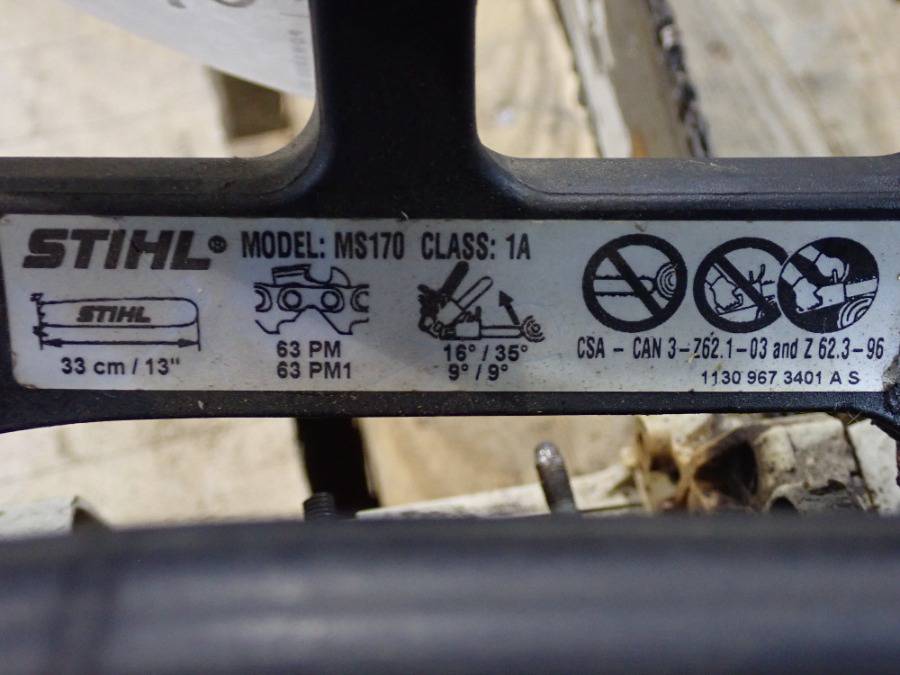 STIHL® MODEL: MS170 CLASS: 1A
STIHL
33 cm / 13"
63 PM
63 PM1
16° / 35°
9° / 9°
CSA - CAN 3-Z62.1-03 and Z 62.3-96
1130 967 3401 A S